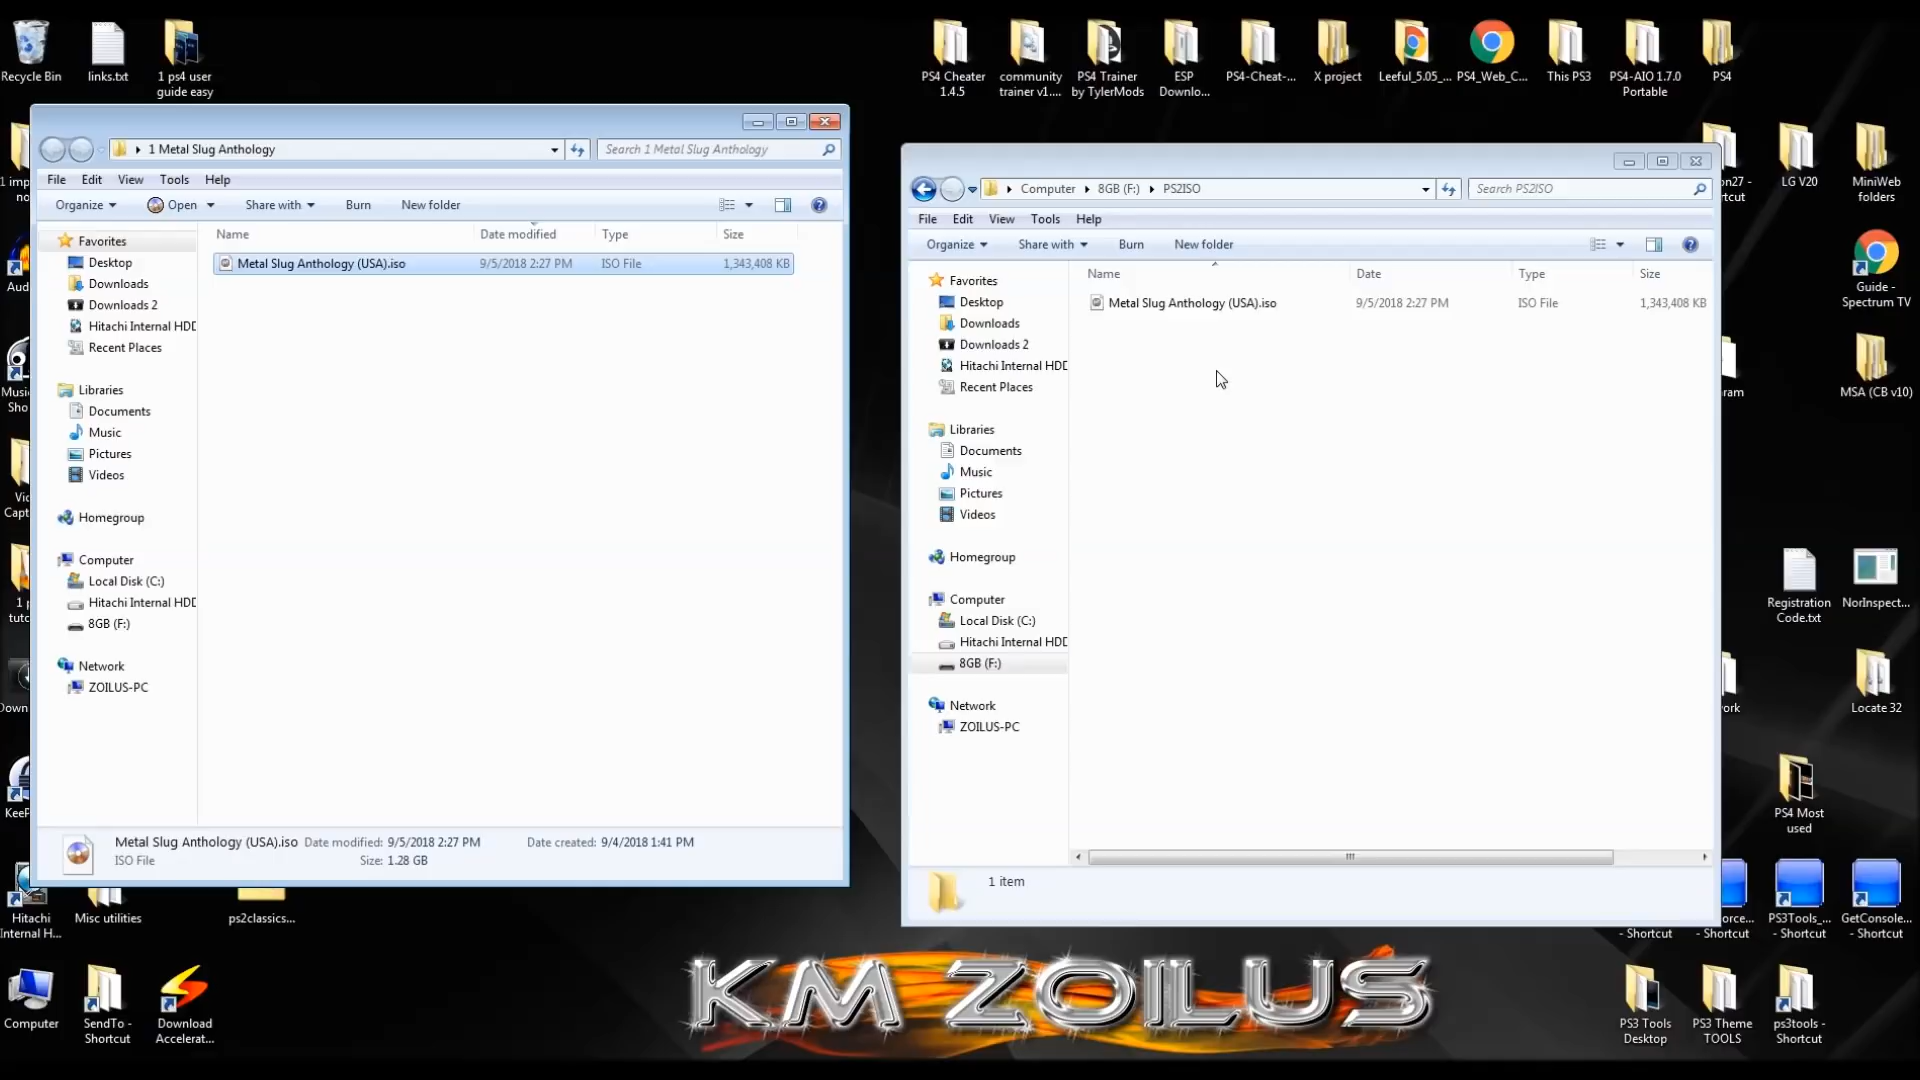 Recycle Bin
links.txt
1 ps4 user
guide easy
PS4 Cheater
1.4.5
community
trainer v1....
PS4 Trainer
by TylerMods
ESP
Downlo...
PS4-Cheat-...
X project
Leeful_5.05_...
PS4_Web_C...
This PS3
PS4-AIO 1.7.0
Portable
PS4
1 Metal Slug Anthology
Search 1 Metal Slug Anthology
File Edit View Tools Help
Organize Open Share with Burn New folder
Name Date modified Type Size
Metal Slug Anthology (USA).iso 9/5/2018 2:27 PM ISO File 1,343,408 KB
Favorites
Desktop
Downloads
Downloads 2
Hitachi Internal HDD
Recent Places
Libraries
Documents
Music
Pictures
Videos
Homegroup
Computer
Local Disk (C:)
Hitachi Internal HDD
8GB (F:)
Network
ZOILUS-PC
Metal Slug Anthology (USA).iso Date modified: 9/5/2018 2:27 PM Date created: 9/4/2018 1:41 PM
ISO File Size: 1.28 GB
Computer 8GB (F:) PS2ISO
Search PS2ISO
File Edit View Tools Help
Organize Share with Burn New folder
Name Date Type Size
Metal Slug Anthology (USA).iso 9/5/2018 2:27 PM ISO File 1,343,408 KB
Favorites
Desktop
Downloads
Downloads 2
Hitachi Internal HDD
Recent Places
Libraries
Documents
Music
Pictures
Videos
Homegroup
Computer
Local Disk (C:)
Hitachi Internal HDD
8GB (F:)
Network
ZOILUS-PC
1 item
LG V20
MiniWeb
folders
Guide -
Spectrum TV
MSA (CB v10)
Registration
Code.txt
NorInspect...
Locate 32
PS4 Most
used
Hitachi
Internal H...
Misc utilities
ps2classics...
- Shortcut
- Shortcut
PS3Tools_...
- Shortcut
GetConsole...
- Shortcut
Computer
SendTo -
Shortcut
Download
Accelerat...
KM ZOILUS
PS3 Tools
Desktop
PS3 Theme
TOOLS
ps3tools -
Shortcut